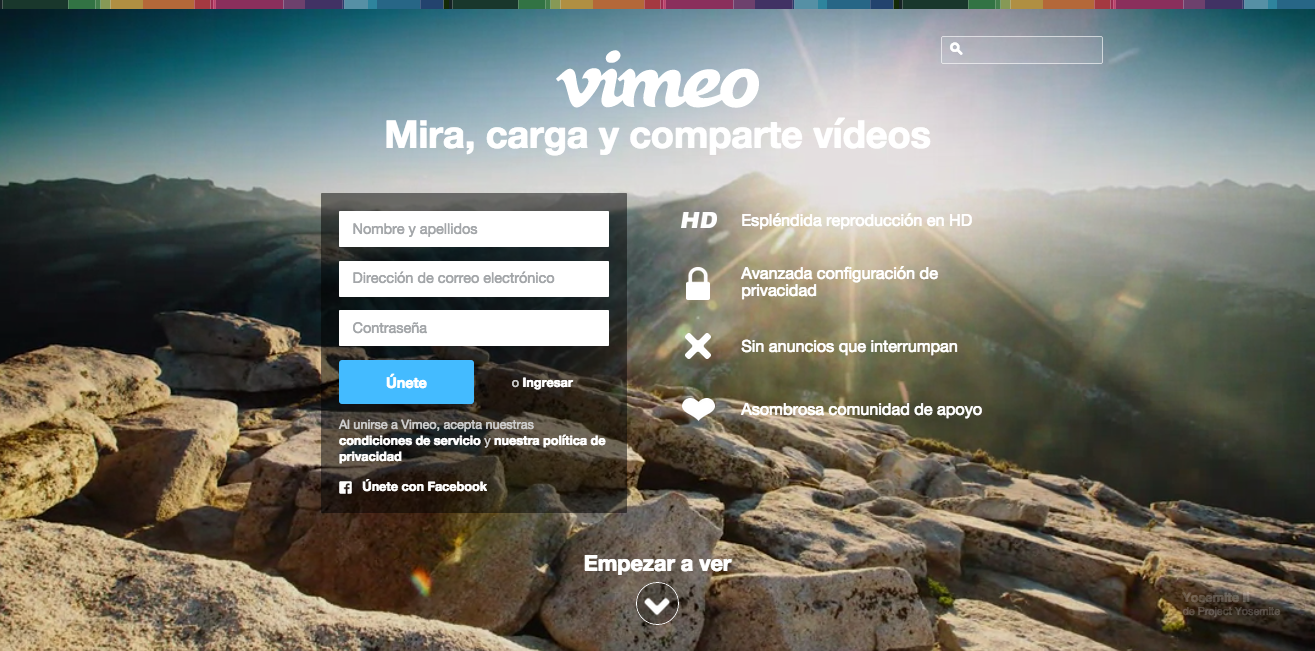 vimeo
Mira, carga y comparte vídeos
Nombre y apellidos
Dirección de correo electrónico
Contraseña
Únete
o Ingresar
Al unirse a Vimeo, acepta nuestras
condiciones de servicio y nuestra política de
privacidad
Únete con Facebook
HD
Espléndida reproducción en HD
Avanzada configuración de
privacidad
Sin anuncios que interrumpan
Asombrosa comunidad de apoyo
Empezar a ver
Yosemite II
de Project Yosemite